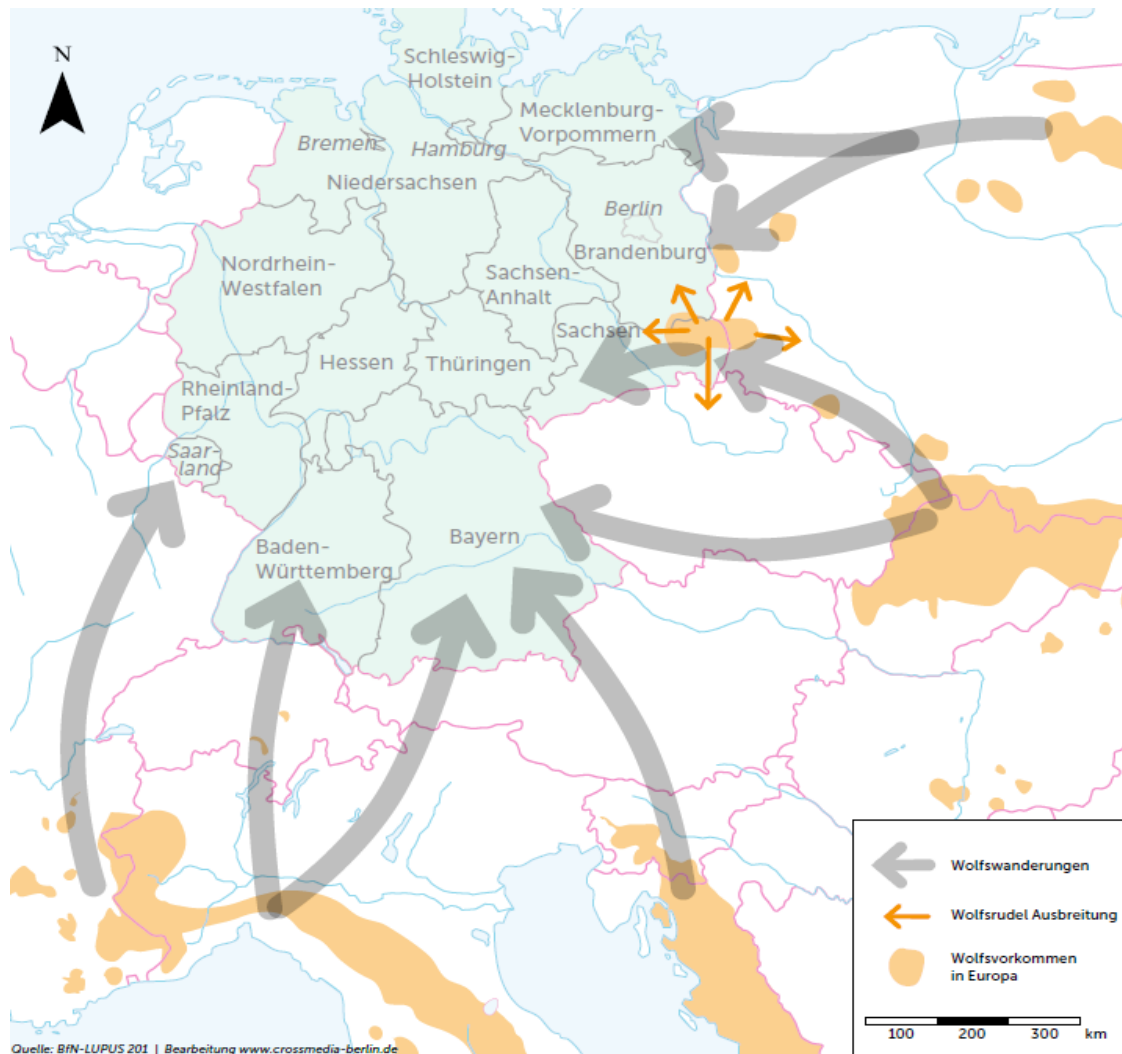 N
Schleswig-
Holstein
Mecklenburg-
Vorpommern
Bremen
Hamburg
Niedersachsen
Berlin
Brandenburg
Nordrhein-
Westfalen
Sachsen-
Anhalt
Sachsen
Hessen
Thüringen
Rheinland-
Pfalz
Saar-
land
Bayern
Baden-
Württemberg
Wolfswanderungen
Wolfsrudel Ausbreitung
Wolfsvorkommen
in Europa
100 200 300 km
Quelle: BfN-LUPUS 201 | Bearbeitung www.crossmedia-berlin.de